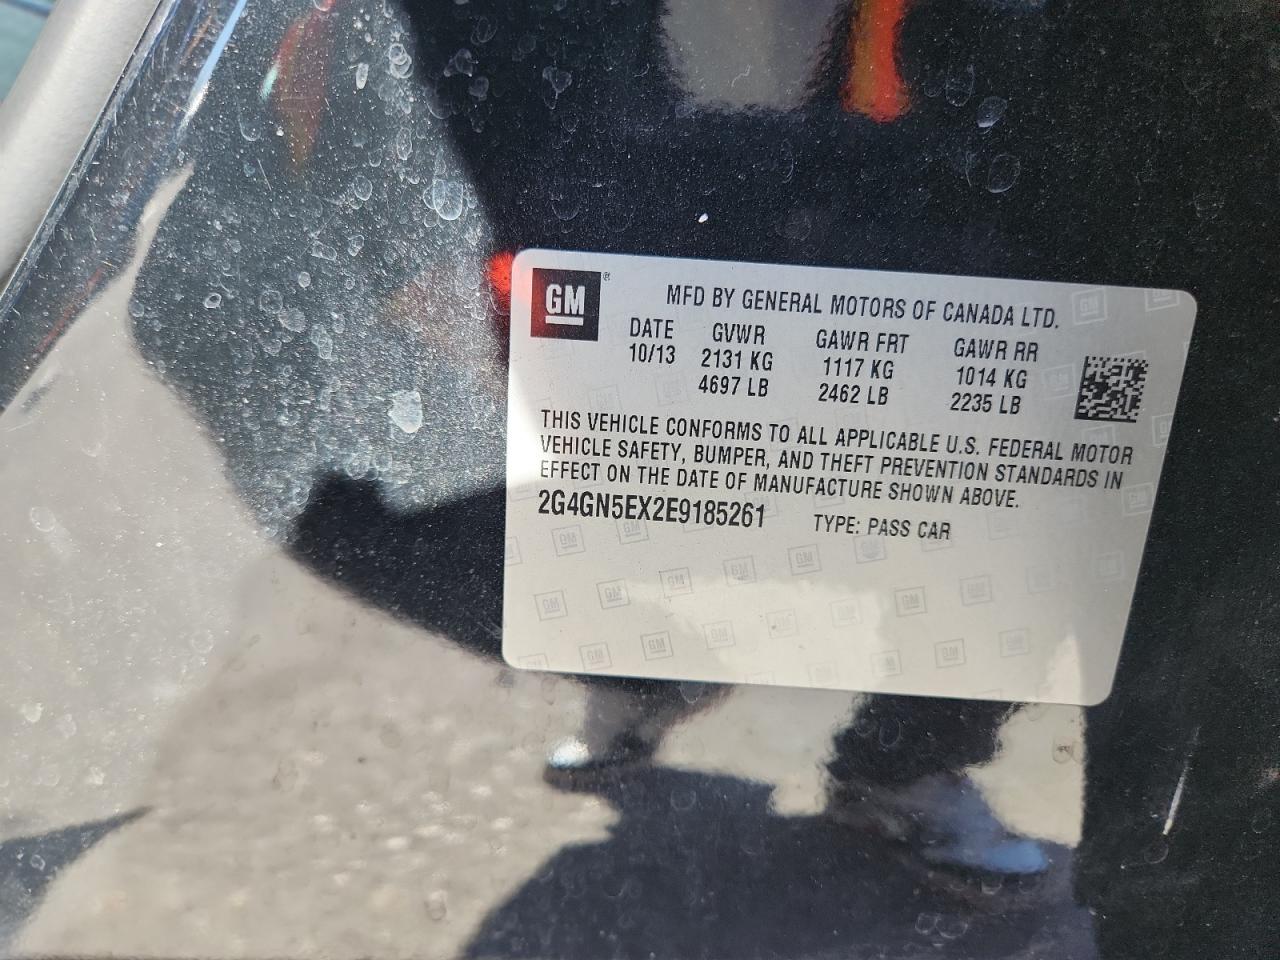 GM ®
MFD BY GENERAL MOTORS OF CANADA LTD.
DATE GVWR GAWR FRT GAWR RR
10/13 2131 KG 1117 KG 1014 KG
4697 LB 2462 LB 2235 LB
THIS VEHICLE CONFORMS TO ALL APPLICABLE U.S. FEDERAL MOTOR
VEHICLE SAFETY, BUMPER, AND THEFT PREVENTION STANDARDS IN
EFFECT ON THE DATE OF MANUFACTURE SHOWN ABOVE.
2G4GN5EX2E9185261 TYPE: PASS CAR